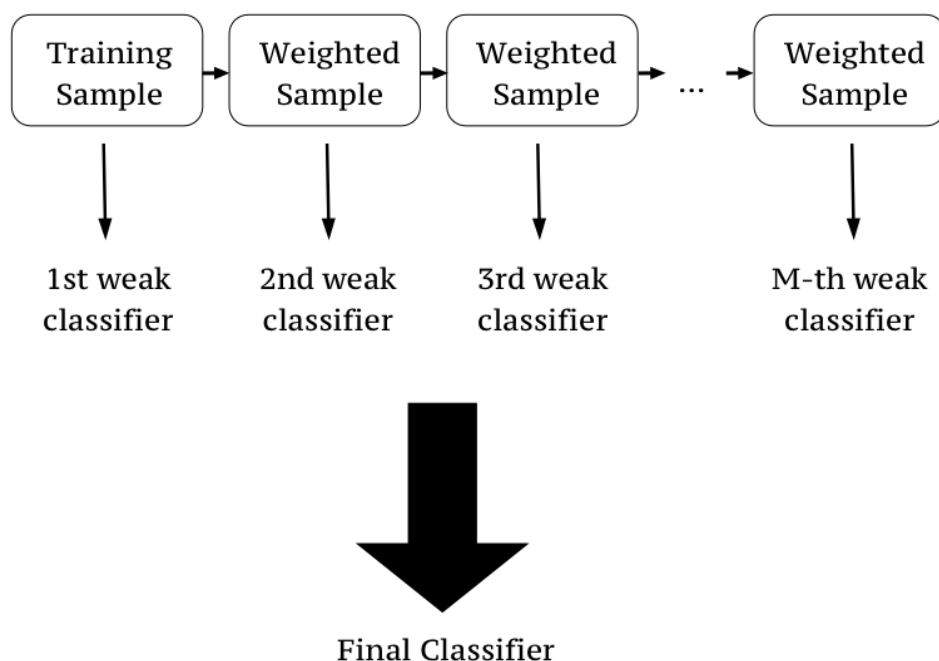 Training
Sample
Weighted
Sample
Weighted
Sample
...
Weighted
Sample
1st weak
classifier
2nd weak
classifier
3rd weak
classifier
M-th weak
classifier
Final Classifier